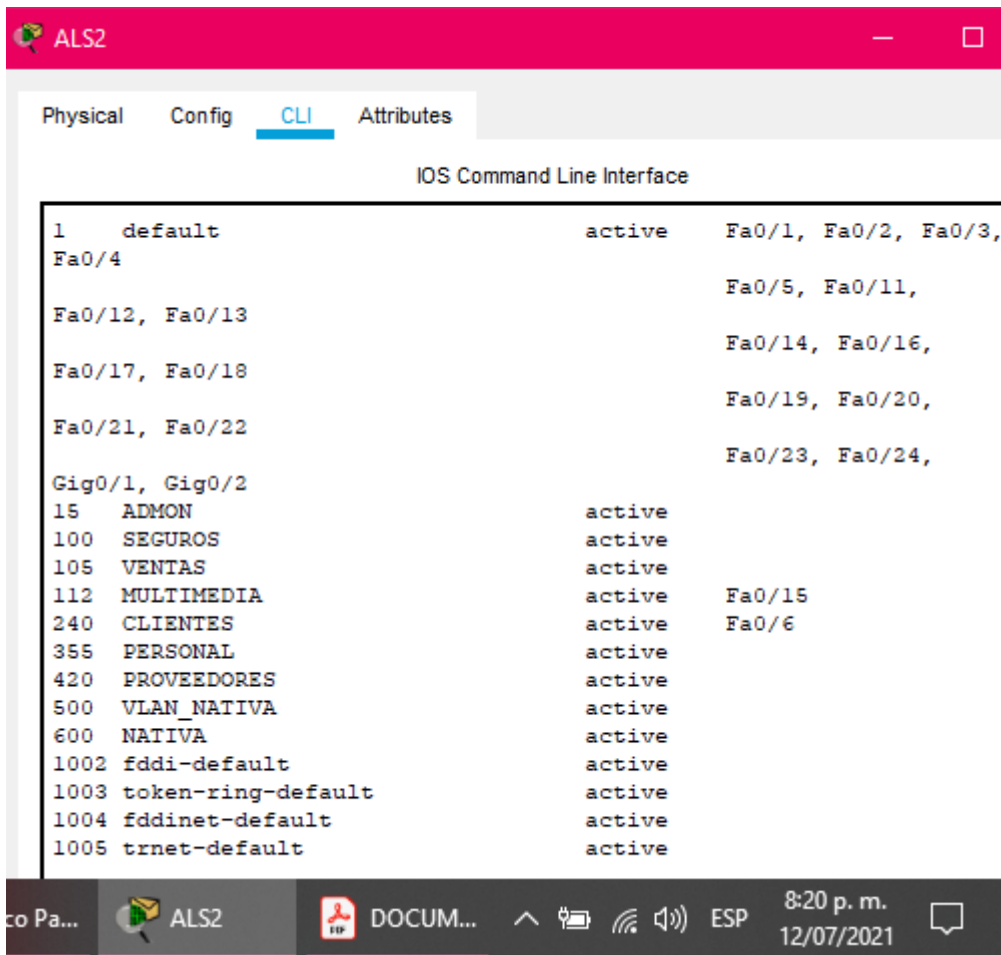 ALS2
Physical Config CLI Attributes
IOS Command Line Interface
1 default active Fa0/1, Fa0/2, Fa0/3,
Fa0/4
Fa0/5, Fa0/11,
Fa0/12, Fa0/13
Fa0/14, Fa0/16,
Fa0/17, Fa0/18
Fa0/19, Fa0/20,
Fa0/21, Fa0/22
Fa0/23, Fa0/24,
Gig0/1, Gig0/2
15 ADMON active
100 SEGUROS active
105 VENTAS active
112 MULTIMEDIA active Fa0/15
240 CLIENTES active Fa0/6
355 PERSONAL active
420 PROVEEDORES active
500 VLAN_NATIVA active
600 NATIVA active
1002 fddi-default active
1003 token-ring-default active
1004 fddinet-default active
1005 trnet-default active
co Pa... ALS2 PDF DOCUM... ESP 8:20 p. m.
12/07/2021